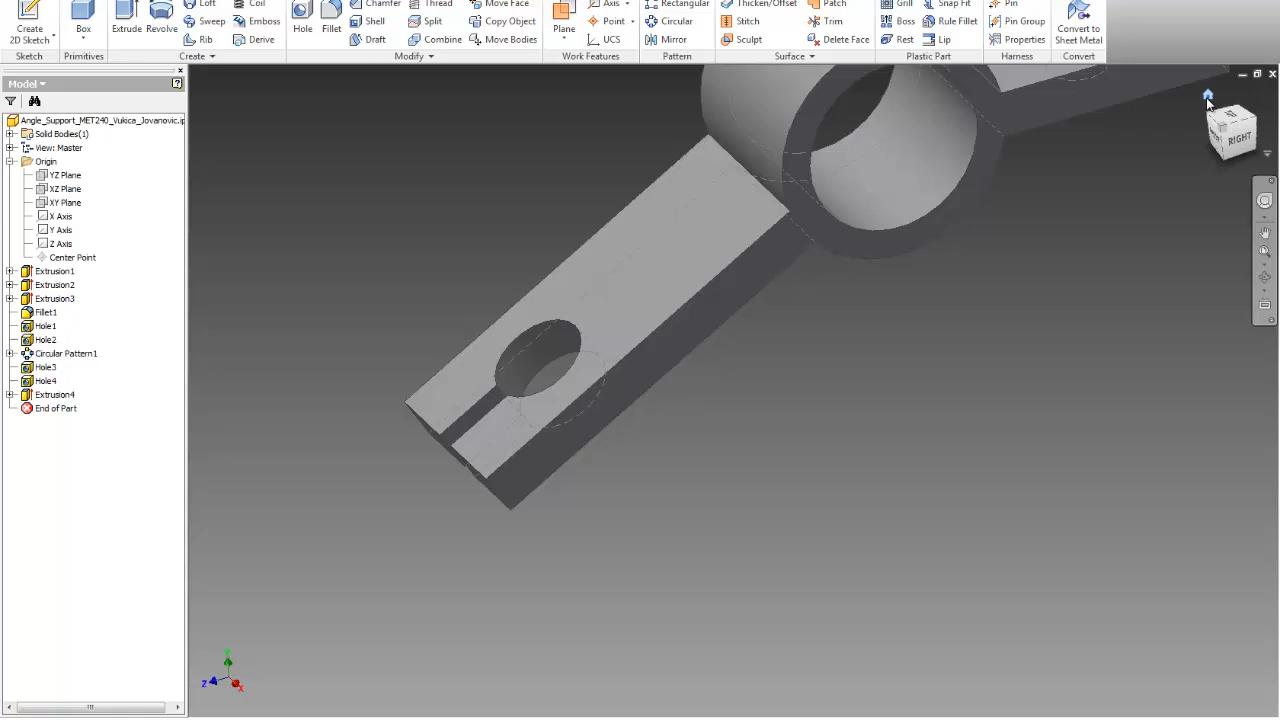 Loft Coil Chamfer Thread Move Face Axis Rectangular Thicken/Offset Patch Grill Snap Fit Pin
Create Box Extrude Revolve Sweep Emboss Hole Fillet Shell Split Copy Object Plane Point Circular Stitch Trim Boss Rule Fillet Pin Group Convert to
2D Sketch Rib Derive Draft Combine Move Bodies UCS Mirror Sculpt Delete Face Rest Lip Properties Sheet Metal
Sketch Primitives Create Modify Work Features Pattern Surface Plastic Part Harness Convert
Model
Angle_Support_MET240_Vukica_Jovanovic.ip
Solid Bodies(1)
View: Master
Origin
YZ Plane
XZ Plane
XY Plane
X Axis
Y Axis
Z Axis
Center Point
Extrusion1
Extrusion2
Extrusion3
Fillet1
Hole1
Hole2
Circular Pattern1
Hole3
Hole4
Extrusion4
End of Part
RIGHT
Y
Z
X